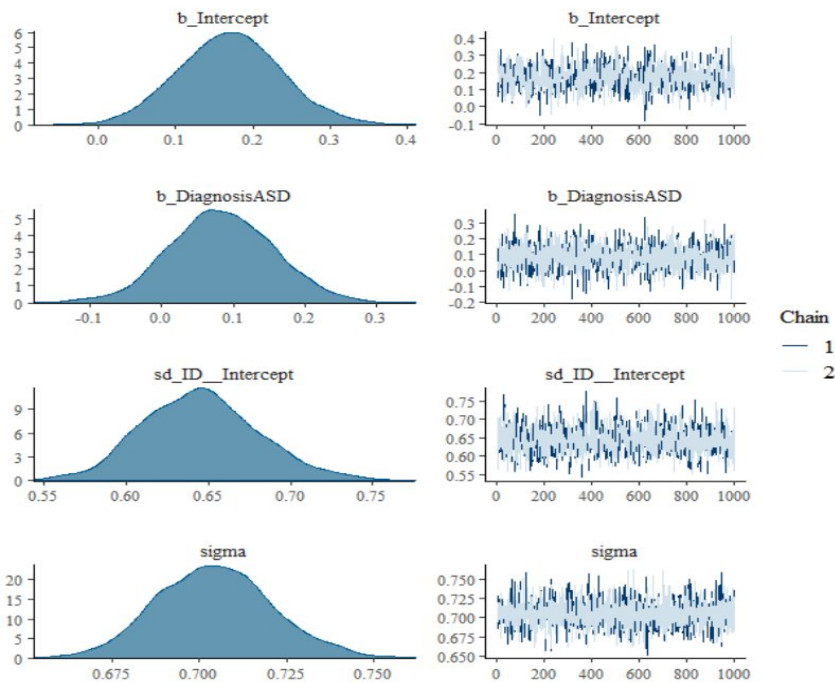 b_Intercept
6
5
4
3
2
1
0
0.0 0.1 0.2 0.3 0.4
b_Intercept
0.4
0.3
0.2
0.1
0.0
-0.1
0 200 400 600 800 1000
b_DiagnosisASD
5
4
3
2
1
0
-0.1 0.0 0.1 0.2 0.3
b_DiagnosisASD
0.3
0.2
0.1
0.0
-0.1
-0.2
0 200 400 600 800 1000
sd_ID__Intercept
9
6
3
0
0.55 0.60 0.65 0.70 0.75
sd_ID__Intercept
0.75
0.70
0.65
0.60
0.55
0 200 400 600 800 1000
sigma
20
15
10
5
0
0.675 0.700 0.725 0.750
sigma
0.750
0.725
0.700
0.675
0.650
0 200 400 600 800 1000
Chain
1
2